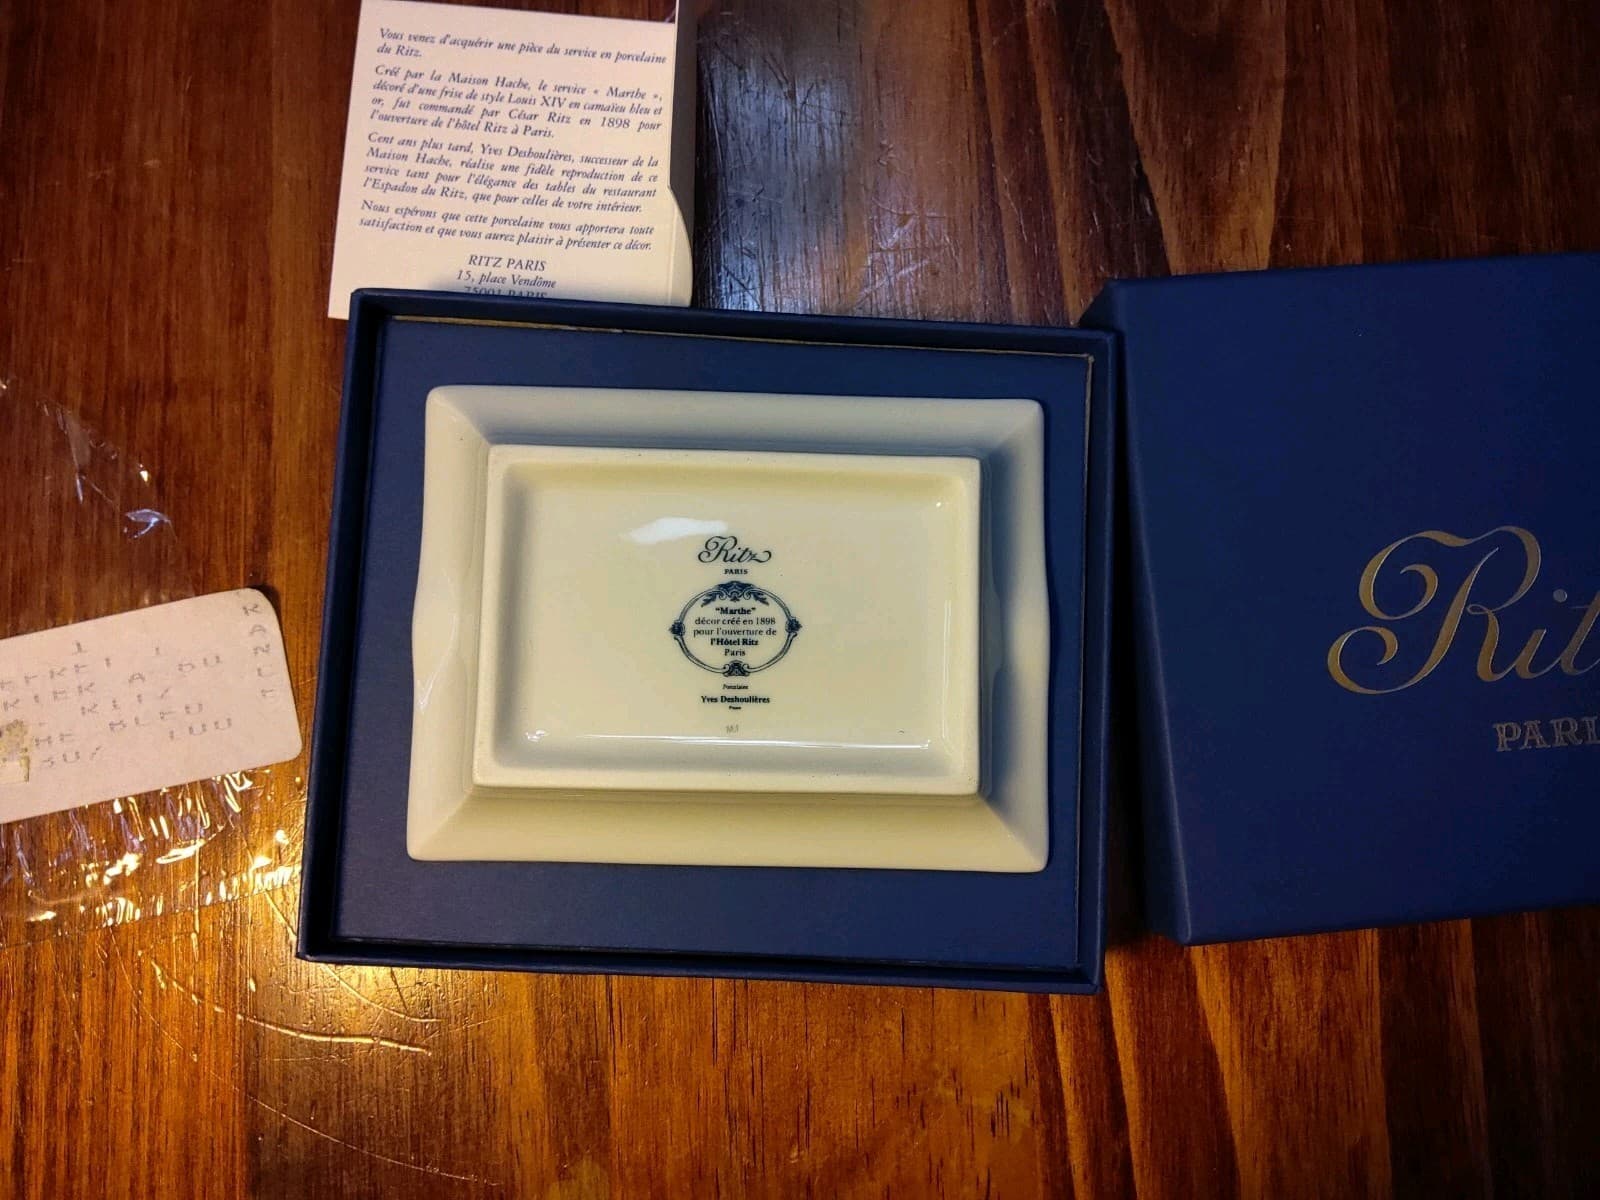 Vous venez d'acquérir une pièce du service en porcelaine
du Ritz.
Créé par la Maison Hache, le service « Marthe »,
décoré d'une frise de style Louis XIV en camaïeu bleu et
or, fut commandé par César Ritz en 1898 pour
l'ouverture de l'hôtel Ritz à Paris.
Cent ans plus tard, Yves Deshoulières, successeur de la
Maison Hache, réalise une fidèle reproduction de ce
service tant pour l'élégance des tables du restaurant
l'Espadon du Ritz, que pour celles de votre intérieur.
Nous espérons que cette porcelaine vous apportera toute
satisfaction et que vous aurez plaisir à présenter ce décor.
RITZ PARIS
15, place Vendôme
75001 PARIS
Ritz
PARIS
"Marthe"
décor créé en 1898
pour l'ouverture de
l'Hôtel Ritz
Paris
Porcelaines
Yves Deshoulières
France
Rit
PARI